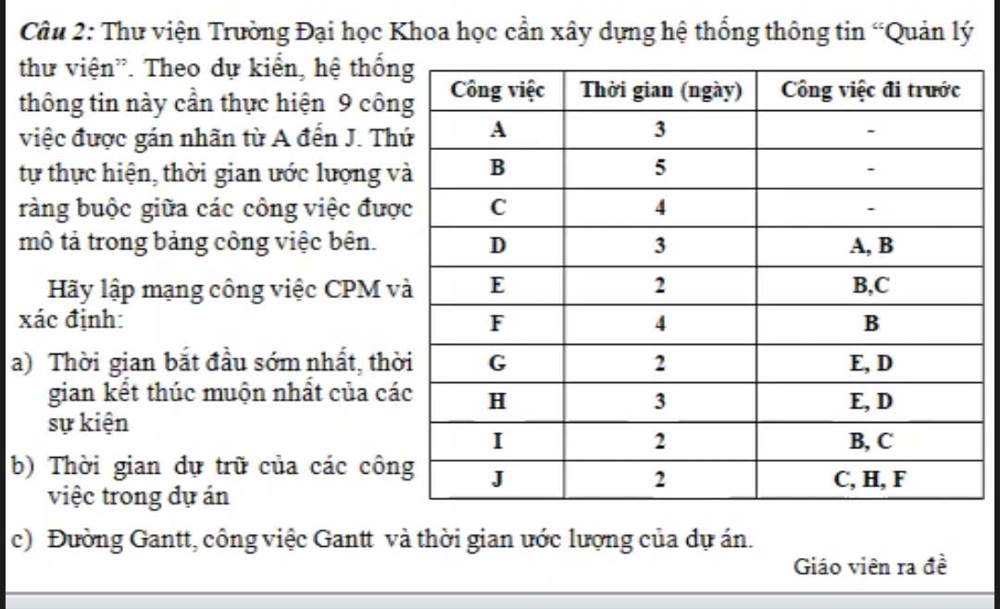 Câu 2: Thư viện Trường Đại học Khoa học cần xây dựng hệ thống thông tin “Quản lý
thư viện”. Theo dự kiến, hệ thống
thông tin này cần thực hiện 9 công
việc được gán nhãn từ A đến J. Thứ
tự thực hiện, thời gian ước lượng và
ràng buộc giữa các công việc được
mô tả trong bảng công việc bên.
Hãy lập mạng công việc CPM và
xác định:
a) Thời gian bắt đầu sớm nhất, thời
gian kết thúc muộn nhất của các
sự kiện
b) Thời gian dự trữ của các công
việc trong dự án
Công việc Thời gian (ngày) Công việc đi trước
A 3 -
B 5 -
C 4 -
D 3 A, B
E 2 B,C
F 4 B
G 2 E, D
H 3 E, D
I 2 B, C
J 2 C, H, F
c) Đường Gantt, công việc Gantt và thời gian ước lượng của dự án.
Giáo viên ra đề